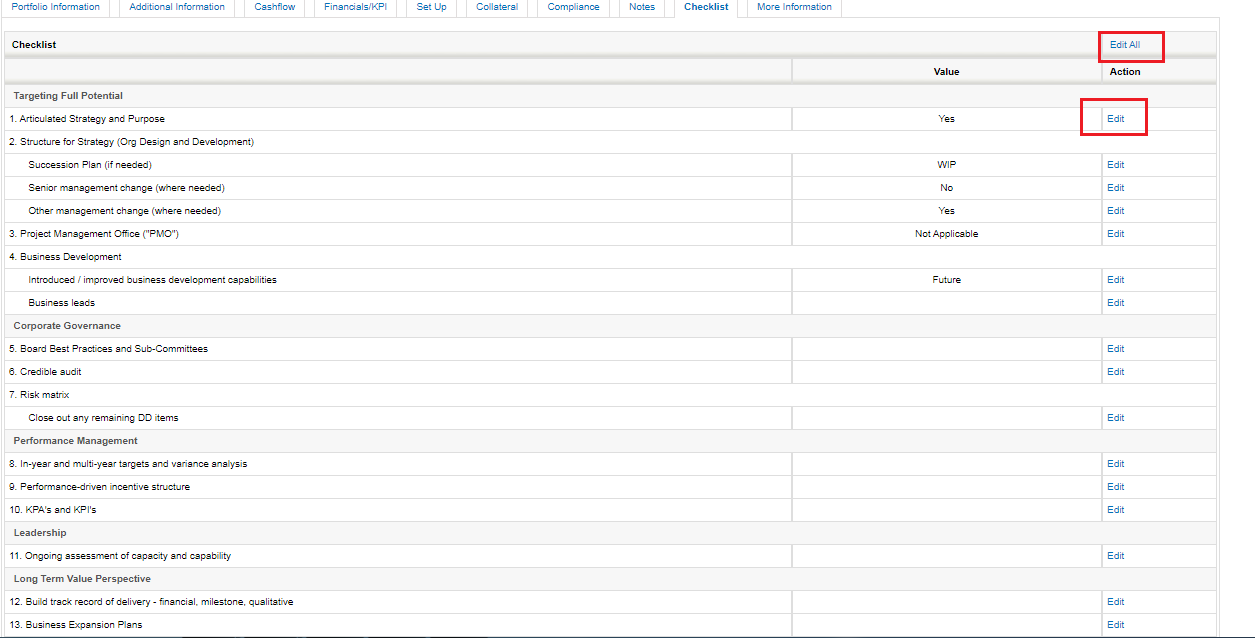 Portfolio Information Additional Information Cashflow Financials/KPI Set Up Collateral Compliance Notes Checklist More Information
Checklist Edit All
Value Action
Targeting Full Potential
1. Articulated Strategy and Purpose Yes Edit
2. Structure for Strategy (Org Design and Development)
Succession Plan (if needed) WIP Edit
Senior management change (where needed) No Edit
Other management change (where needed) Yes Edit
3. Project Management Office ("PMO") Not Applicable Edit
4. Business Development
Introduced / improved business development capabilities Future Edit
Business leads Edit
Corporate Governance
5. Board Best Practices and Sub-Committees Edit
6. Credible audit Edit
7. Risk matrix
Close out any remaining DD items Edit
Performance Management
8. In-year and multi-year targets and variance analysis Edit
9. Performance-driven incentive structure Edit
10. KPA's and KPI's Edit
Leadership
11. Ongoing assessment of capacity and capability Edit
Long Term Value Perspective
12. Build track record of delivery - financial, milestone, qualitative Edit
13. Business Expansion Plans Edit